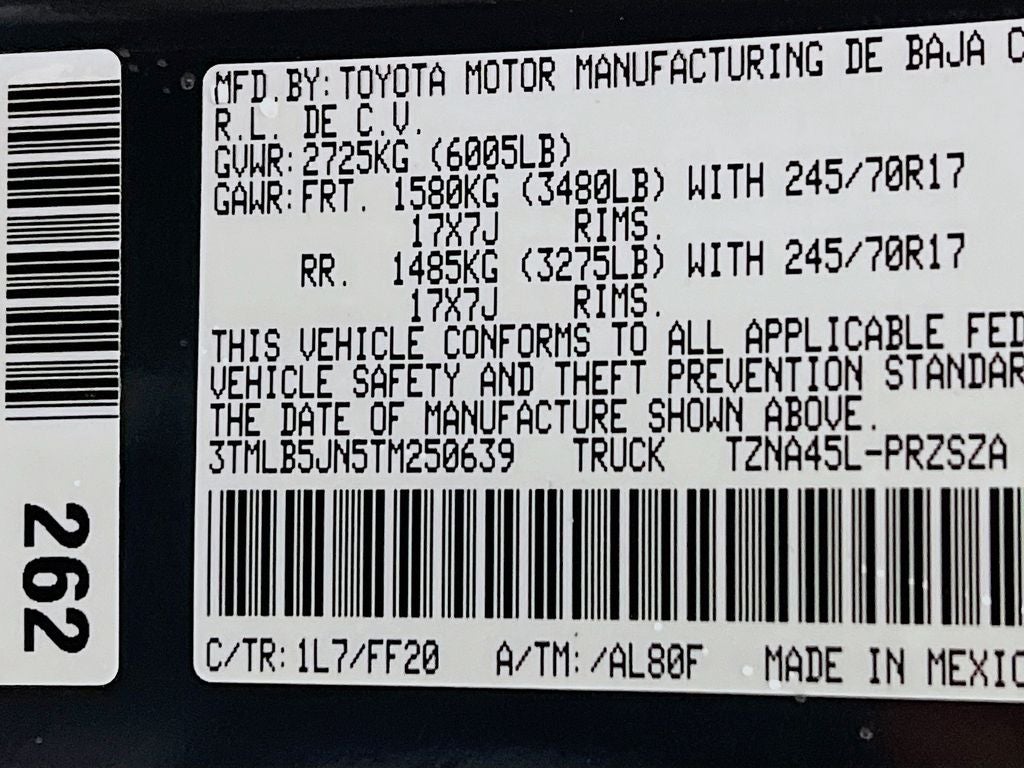 MFD.BY: TOYOTA MOTOR MANUFACTURING DE BAJA C
R.L. DE C.V.
GVWR: 2725KG (6005LB)
GAWR: FRT. 1580KG (3480LB) WITH 245/70R17
17X7J RIMS.
RR. 1485KG (3275LB) WITH 245/70R17
17X7J RIMS.
THIS VEHICLE CONFORMS TO ALL APPLICABLE FED
VEHICLE SAFETY AND THEFT PREVENTION STANDAR
THE DATE OF MANUFACTURE SHOWN ABOVE.
3TMLB5JN5TM250639 TRUCK TZNA45L-PRZSZA
C/TR: 1L7/FF20 A/TM: /AL80F MADE IN MEXIC
262